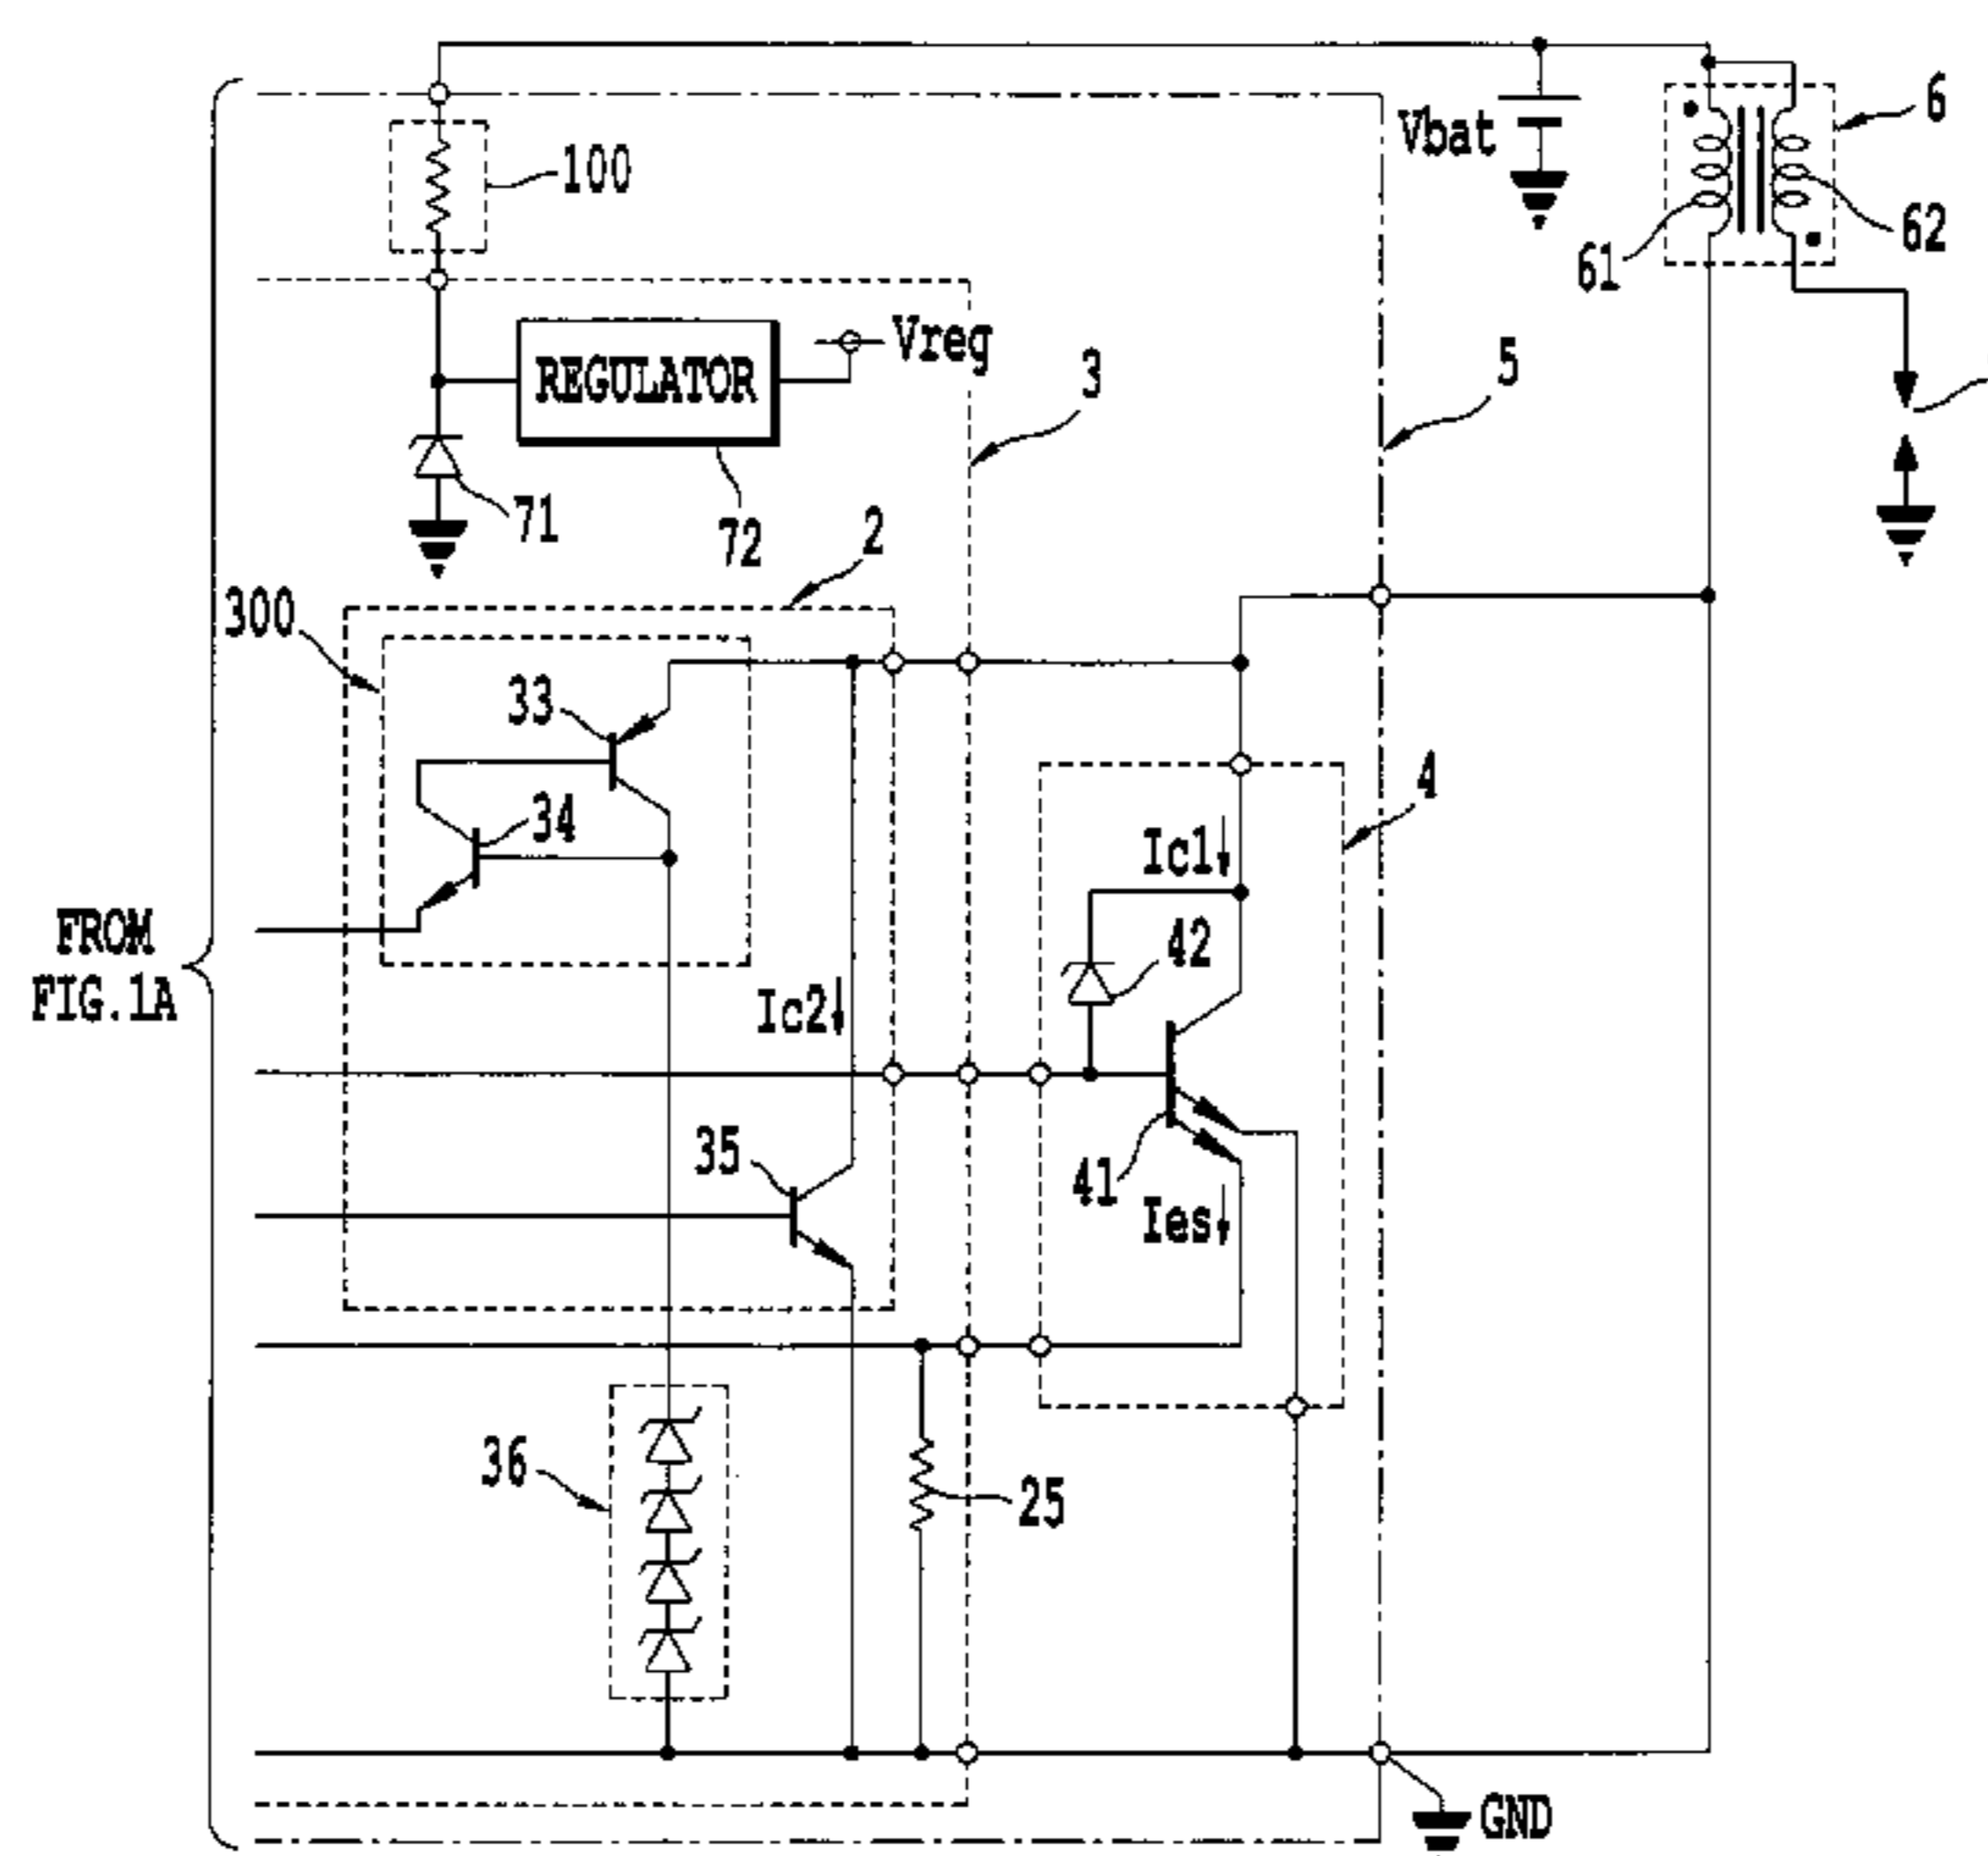 6
Vbat
100
62
61
Vreg
REGULATOR
3
5
71
72
2
300
33
4
34
Ic1
FROM
FIG.1A
42
Ic2
35
41
Ies
36
25
GND